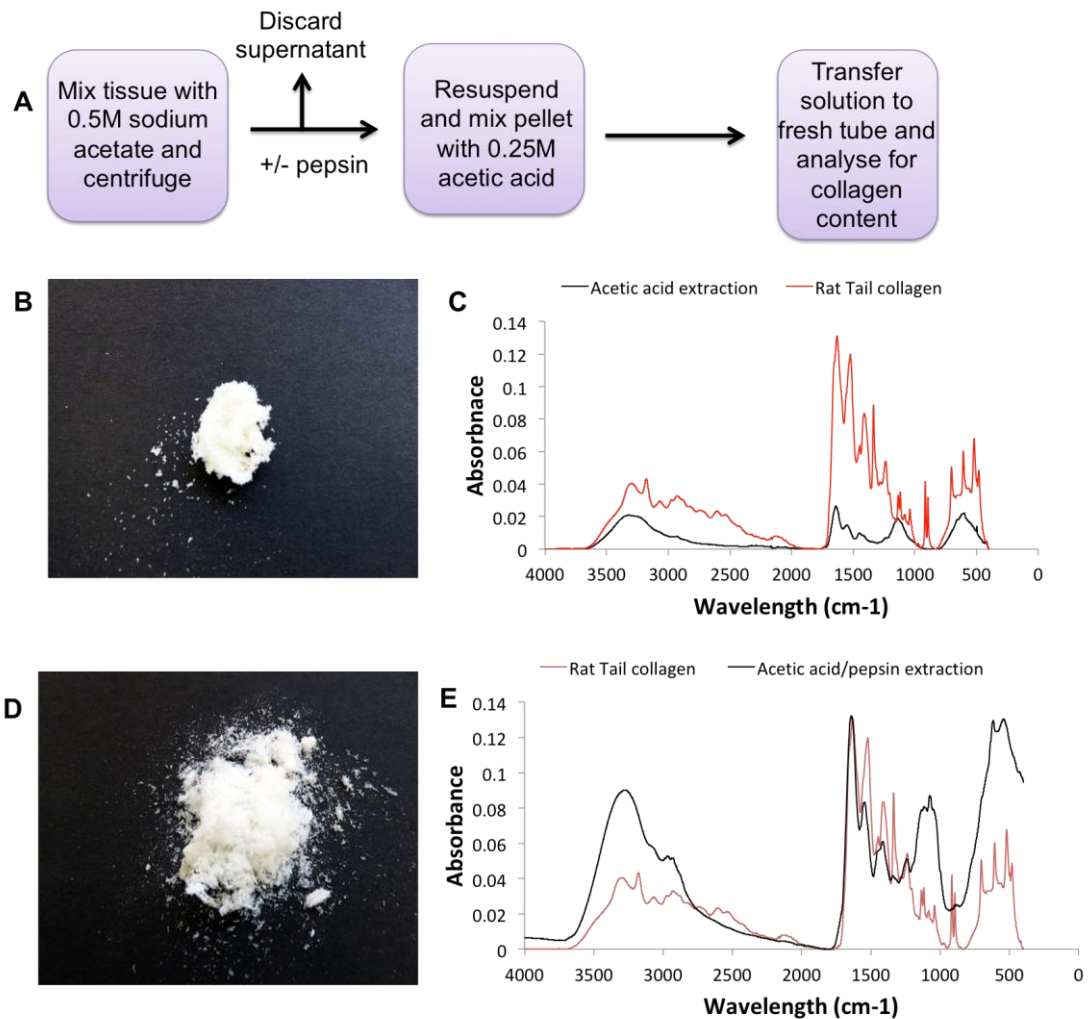 Discard
supernatant
A
Mix tissue with
0.5M sodium
acetate and
centrifuge
+/- pepsin
Resuspend
and mix pellet
with 0.25M
acetic acid
Transfer
solution to
fresh tube and
analyse for
collagen
content
B
C
Acetic acid extraction
Rat Tail collagen
Absorbnace
0.14
0.12
0.1
0.08
0.06
0.04
0.02
0
4000 3500 3000 2500 2000 1500 1000 500 0
Wavelength (cm-1)
D
E
Rat Tail collagen
Acetic acid/pepsin extraction
Absorbance
0.14
0.12
0.1
0.08
0.06
0.04
0.02
0
4000 3500 3000 2500 2000 1500 1000 500 0
Wavelength (cm-1)